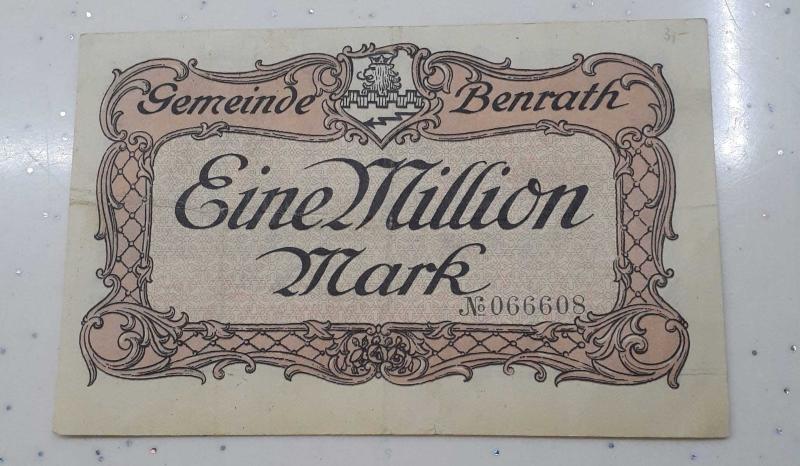 Gemeinde Benrath
Eine Million
Mark
№ 066608